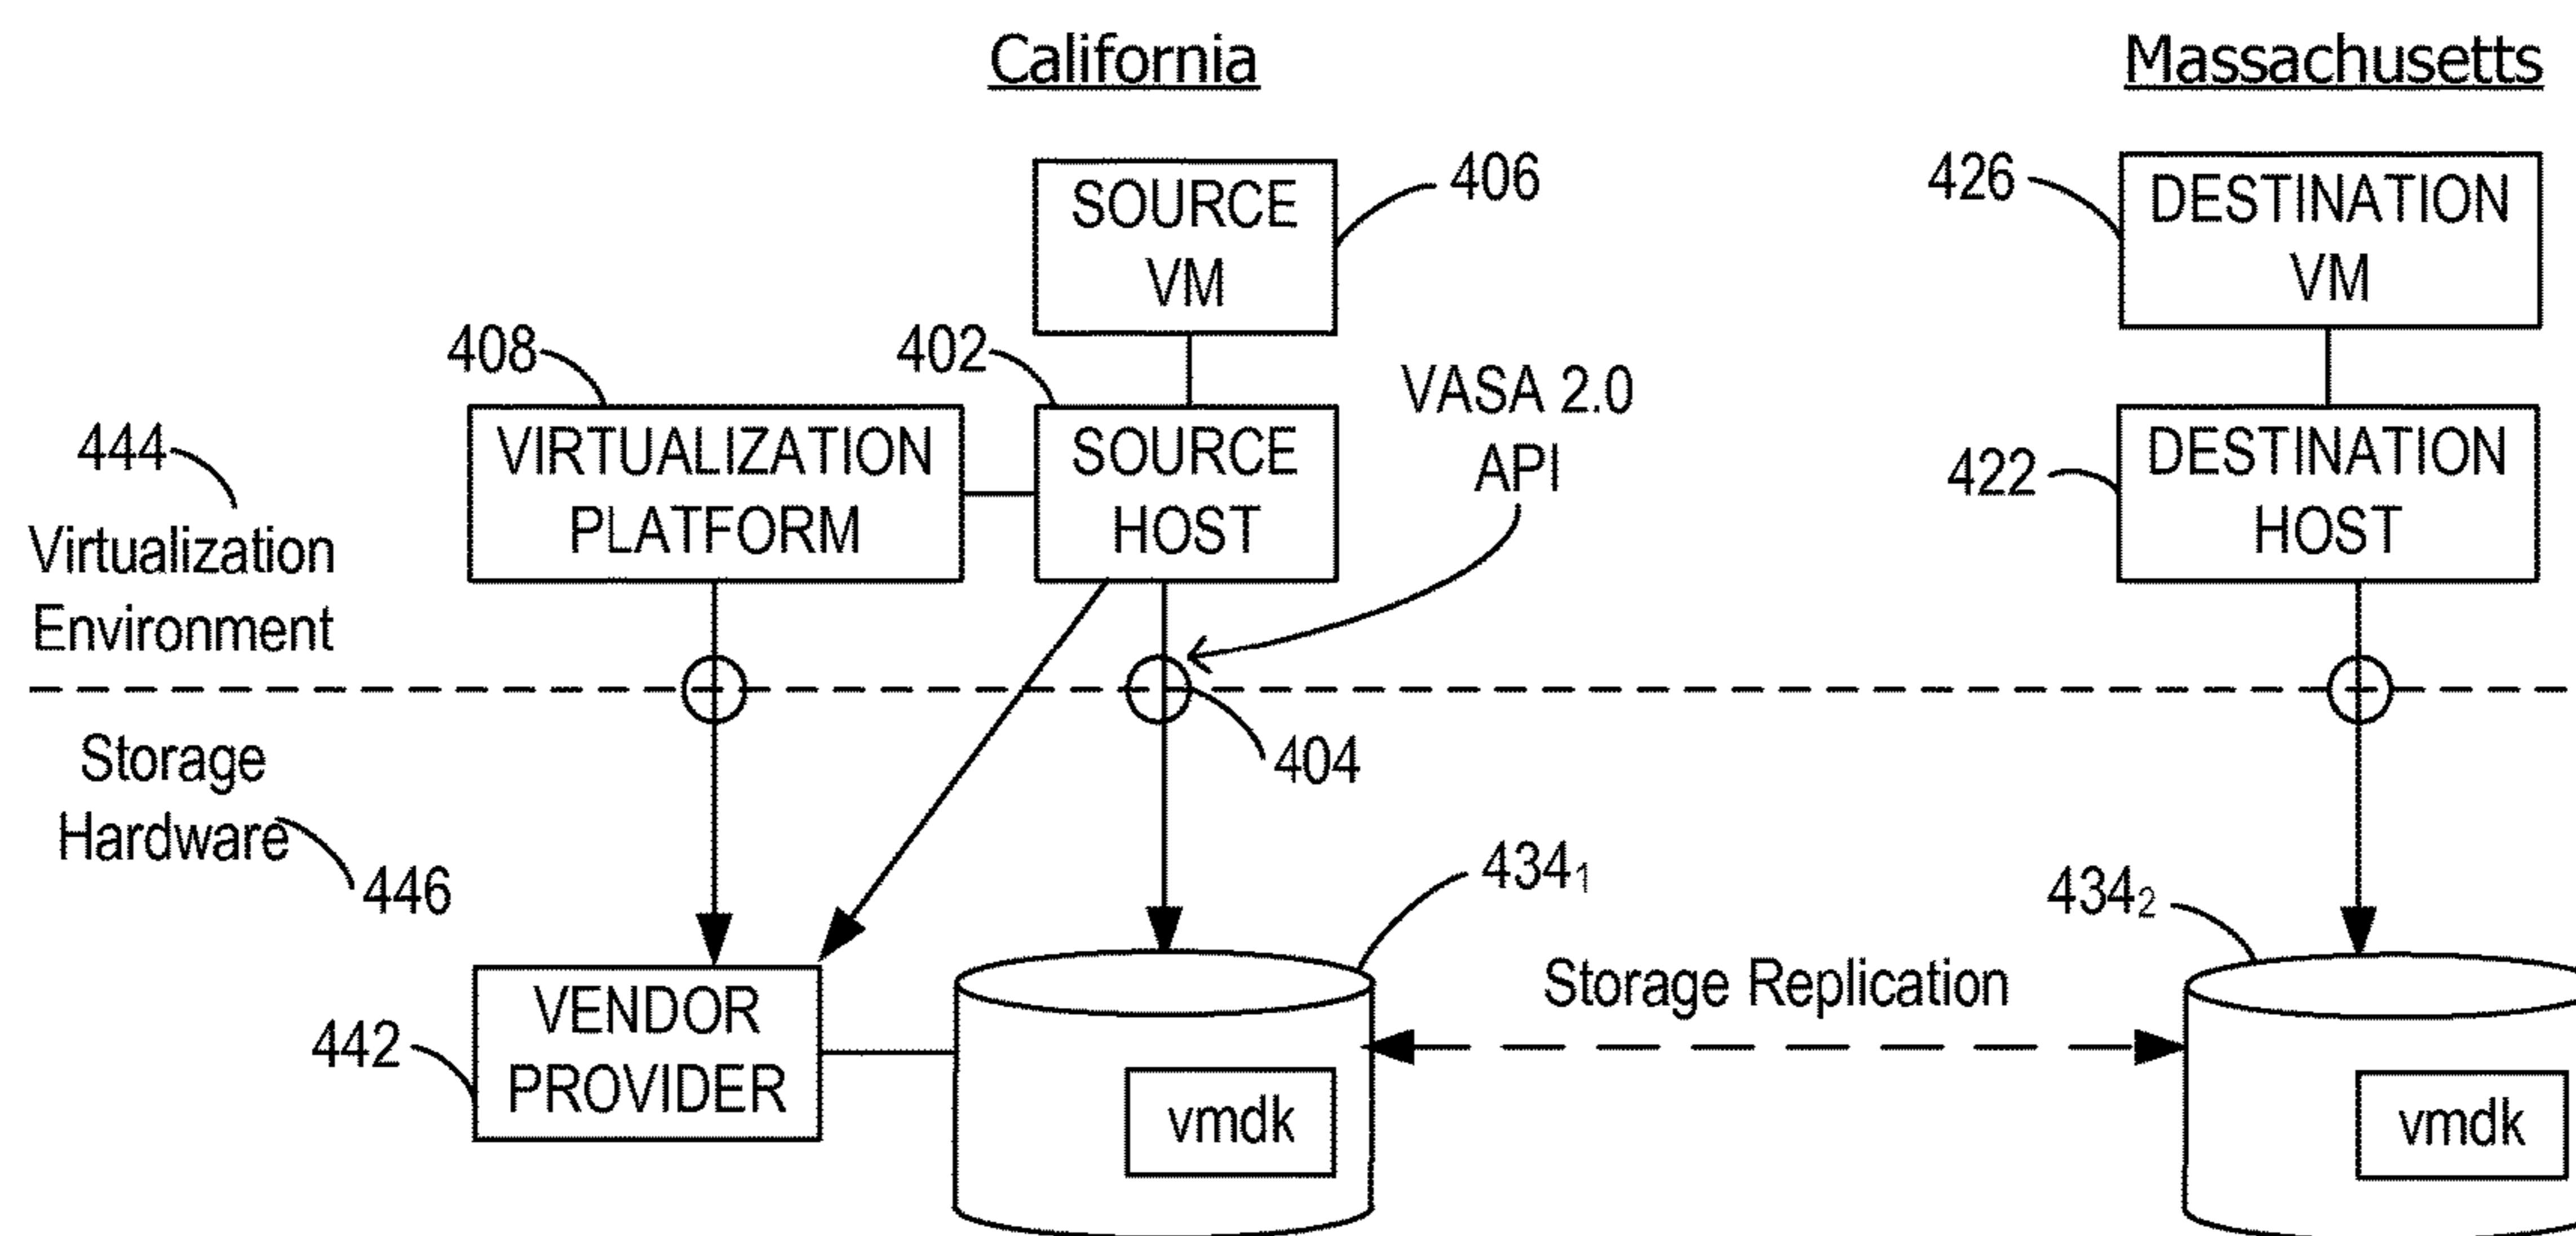 California
Massachusetts
SOURCE
VM
406
426
DESTINATION
VM
408
402
VASA 2.0
API
444
Virtualization
Environment
VIRTUALIZATION
PLATFORM
SOURCE
HOST
422
DESTINATION
HOST
Storage
Hardware
446
404
434₁
434₂
442
VENDOR
PROVIDER
Storage Replication
vmdk
vmdk